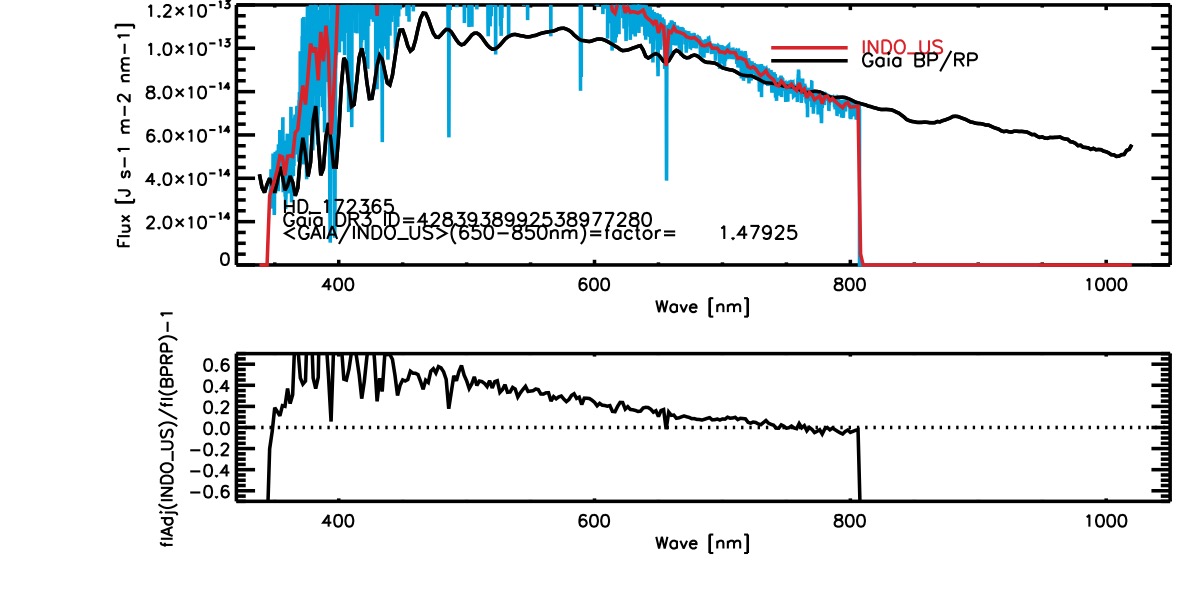 1.2×10⁻¹³
1.0×10⁻¹³
8.0×10⁻¹⁴
6.0×10⁻¹⁴
4.0×10⁻¹⁴
2.0×10⁻¹⁴
0
Flux [J s−1 m−2 nm−1]
INDO_US
Gaia BP/RP
HD_172365
Gaia DR3 ID=4283938992538977280
<GAIA/INDO_US>(650−850nm)=factor= 1.47925
400 600 800 1000
Wave [nm]
flAdj(INDO_US)/fl(BPRP)−1
0.6
0.4
0.2
0.0
−0.2
−0.4
−0.6
400 600 800 1000
Wave [nm]